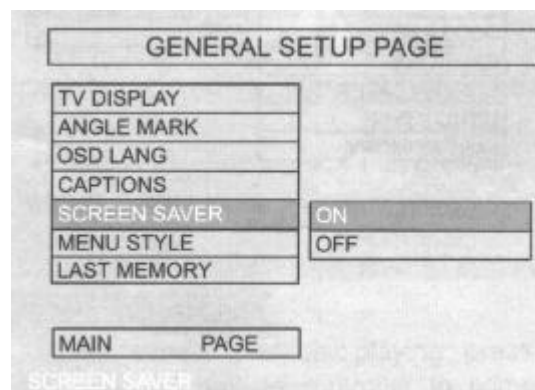 GENERAL SETUP PAGE
TV DISPLAY
ANGLE MARK
OSD LANG
CAPTIONS
SCREEN SAVER ON
MENU STYLE OFF
LAST MEMORY
MAIN PAGE
SCREEN SAVER